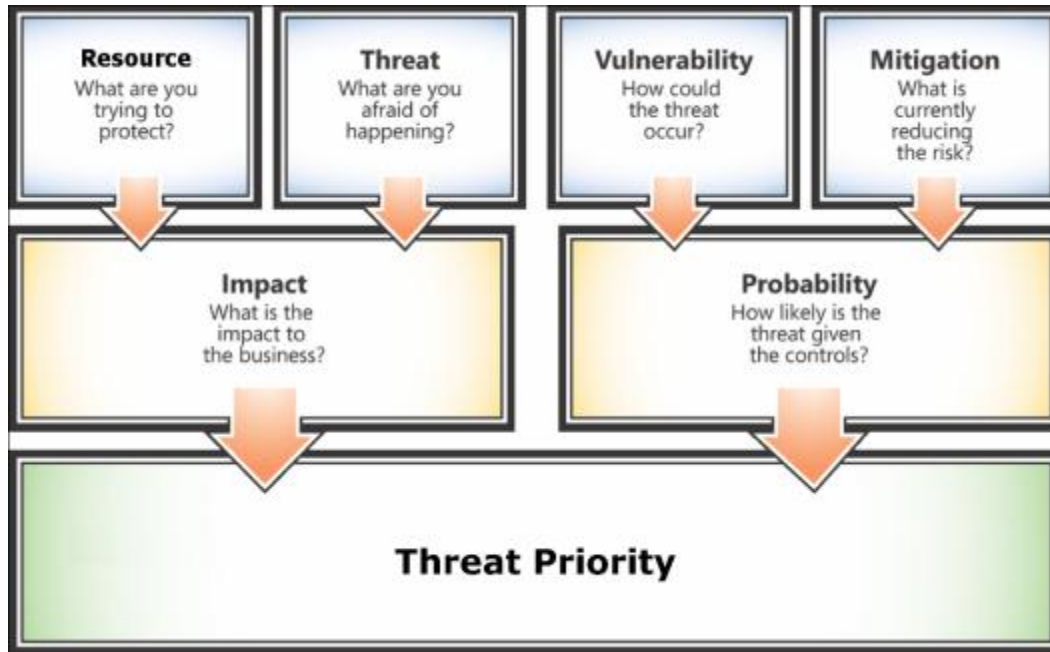 Resource
What are you
trying to
protect?
Threat
What are you
afraid of
happening?
Vulnerability
How could
the threat
occur?
Mitigation
What is
currently
reducing
the risk?
Impact
What is the
impact to
the business?
Probability
How likely is the
threat given
the controls?
Threat Priority